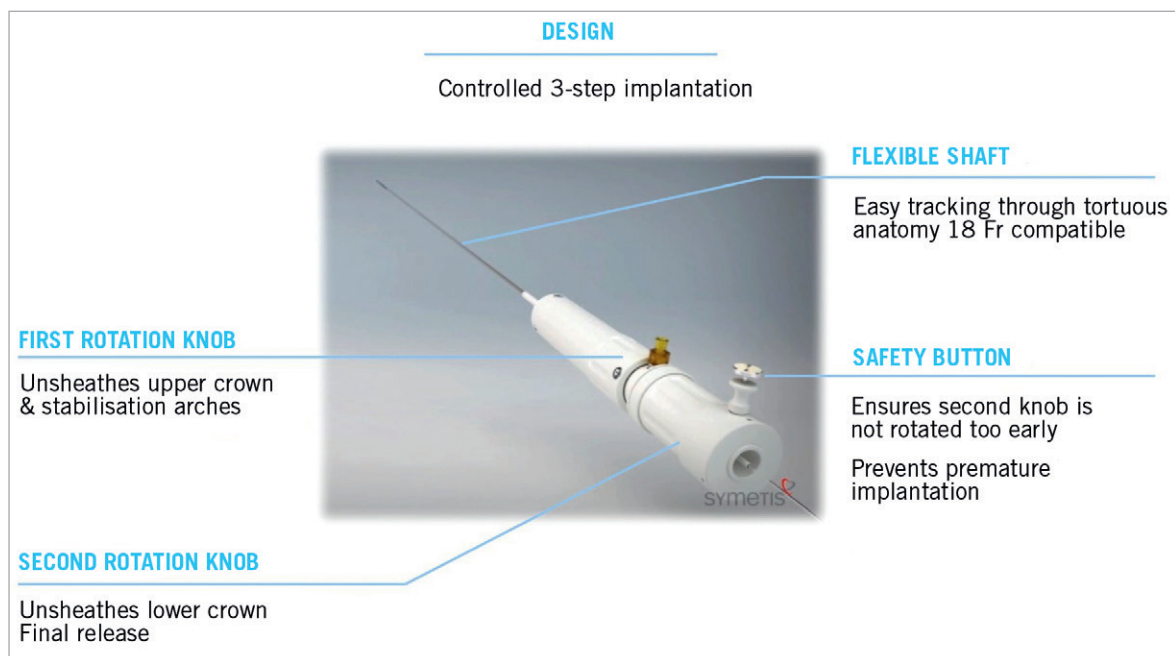 DESIGN
Controlled 3-step implantation
FLEXIBLE SHAFT
Easy tracking through tortuous
anatomy 18 Fr compatible
FIRST ROTATION KNOB
Unsheathes upper crown
& stabilisation arches
SAFETY BUTTON
Ensures second knob is
not rotated too early
Prevents premature
implantation
SYMETIS
SECOND ROTATION KNOB
Unsheathes lower crown
Final release